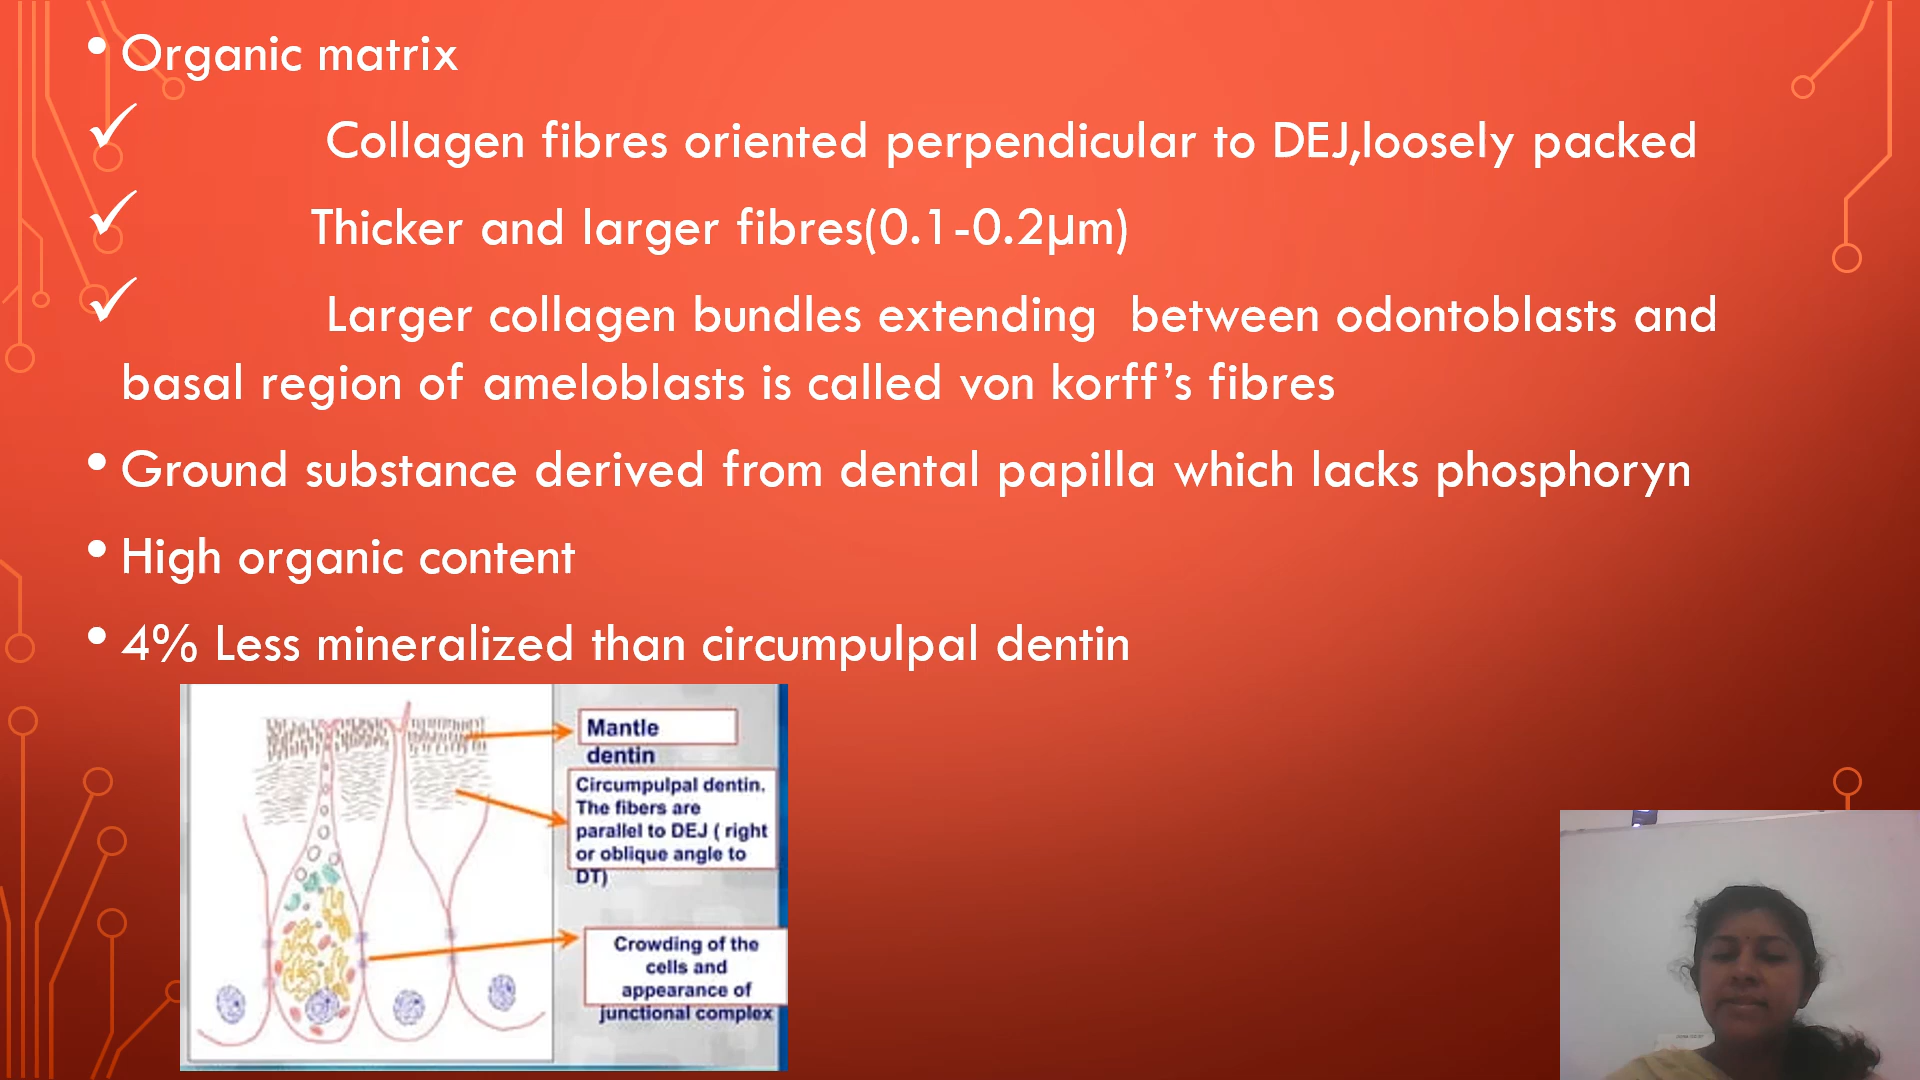 • Organic matrix
✓ Collagen fibres oriented perpendicular to DEJ,loosely packed
✓ Thicker and larger fibres(0.1-0.2µm)
✓ Larger collagen bundles extending between odontoblasts and
basal region of ameloblasts is called von korff’s fibres
• Ground substance derived from dental papilla which lacks phosphoryn
• High organic content
• 4% Less mineralized than circumpulpal dentin
Mantle
dentin
Circumpulpal dentin.
The fibers are
parallel to DEJ ( right
or oblique angle to
DT)
Crowding of the
cells and
appearance of
junctional complex